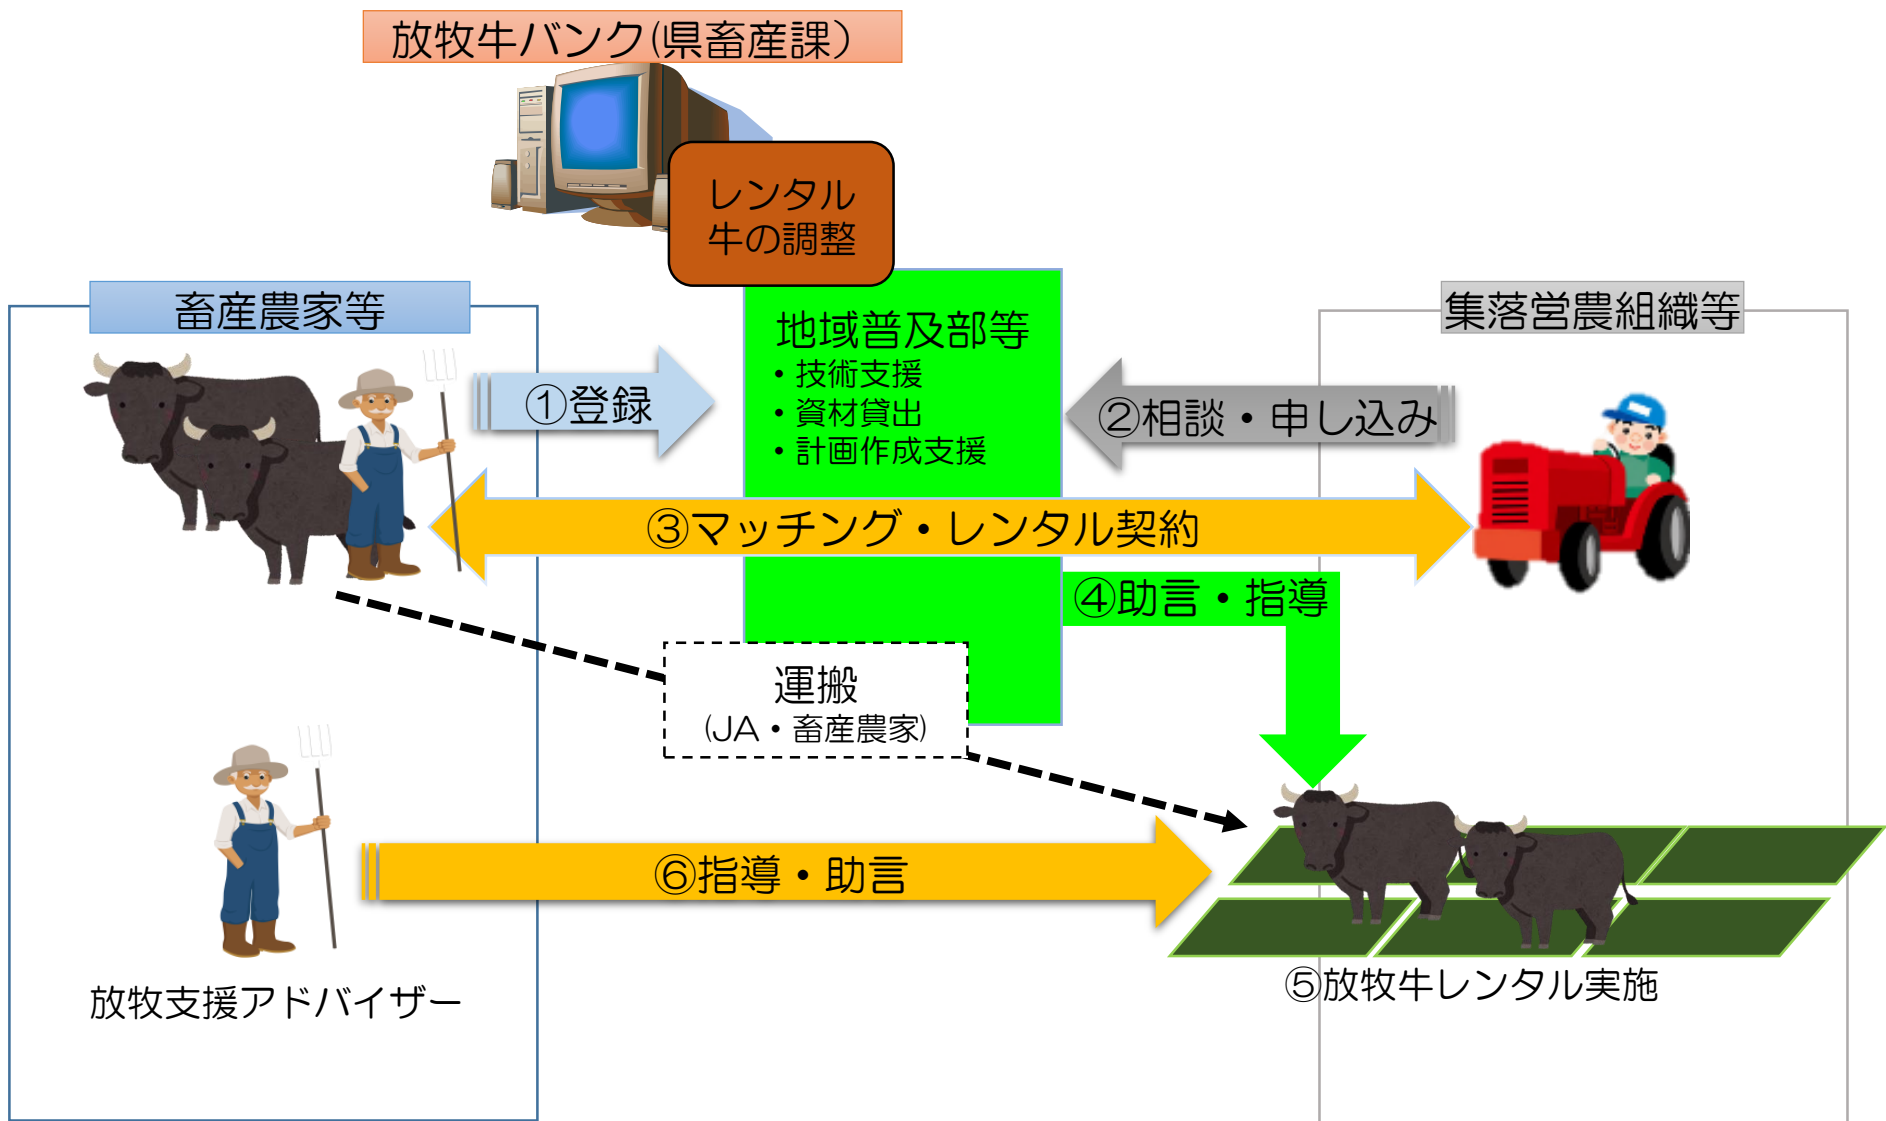 放牧牛バンク(県畜産課）
レンタル
牛の調整
畜産農家等
集落営農組織等
地域普及部等
・技術支援
・資材貸出
・計画作成支援
①登録
②相談・申し込み
③マッチング・レンタル契約
④助言・指導
運搬
(JA・畜産農家)
⑥指導・助言
⑤放牧牛レンタル実施
放牧支援アドバイザー